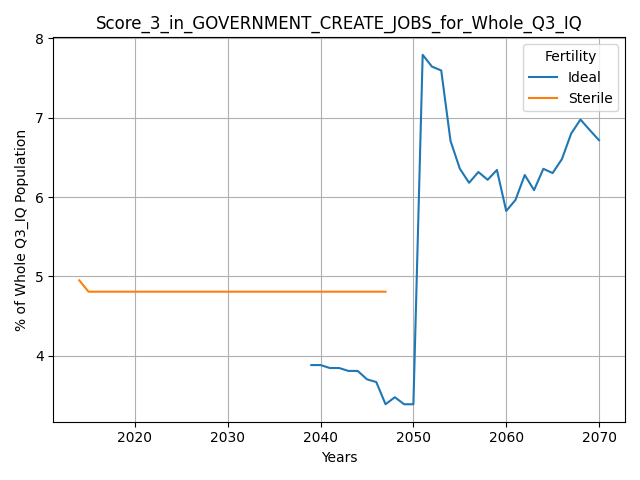 Score_3_in_GOVERNMENT_CREATE_JOBS_for_Whole_Q3_IQ
Fertility
Ideal
Sterile
% of Whole Q3_IQ Population
8
7
6
5
4
2020 2030 2040 2050 2060 2070
Years